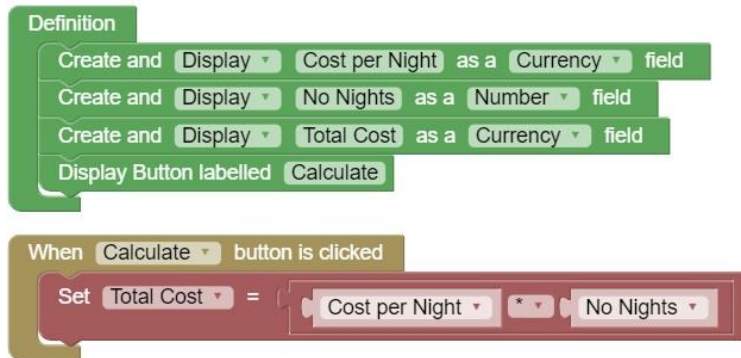 Definition
Create and Display Cost per Night as a Currency field
Create and Display No Nights as a Number field
Create and Display Total Cost as a Currency field
Display Button labelled Calculate
When Calculate button is clicked
Set Total Cost = Cost per Night * No Nights